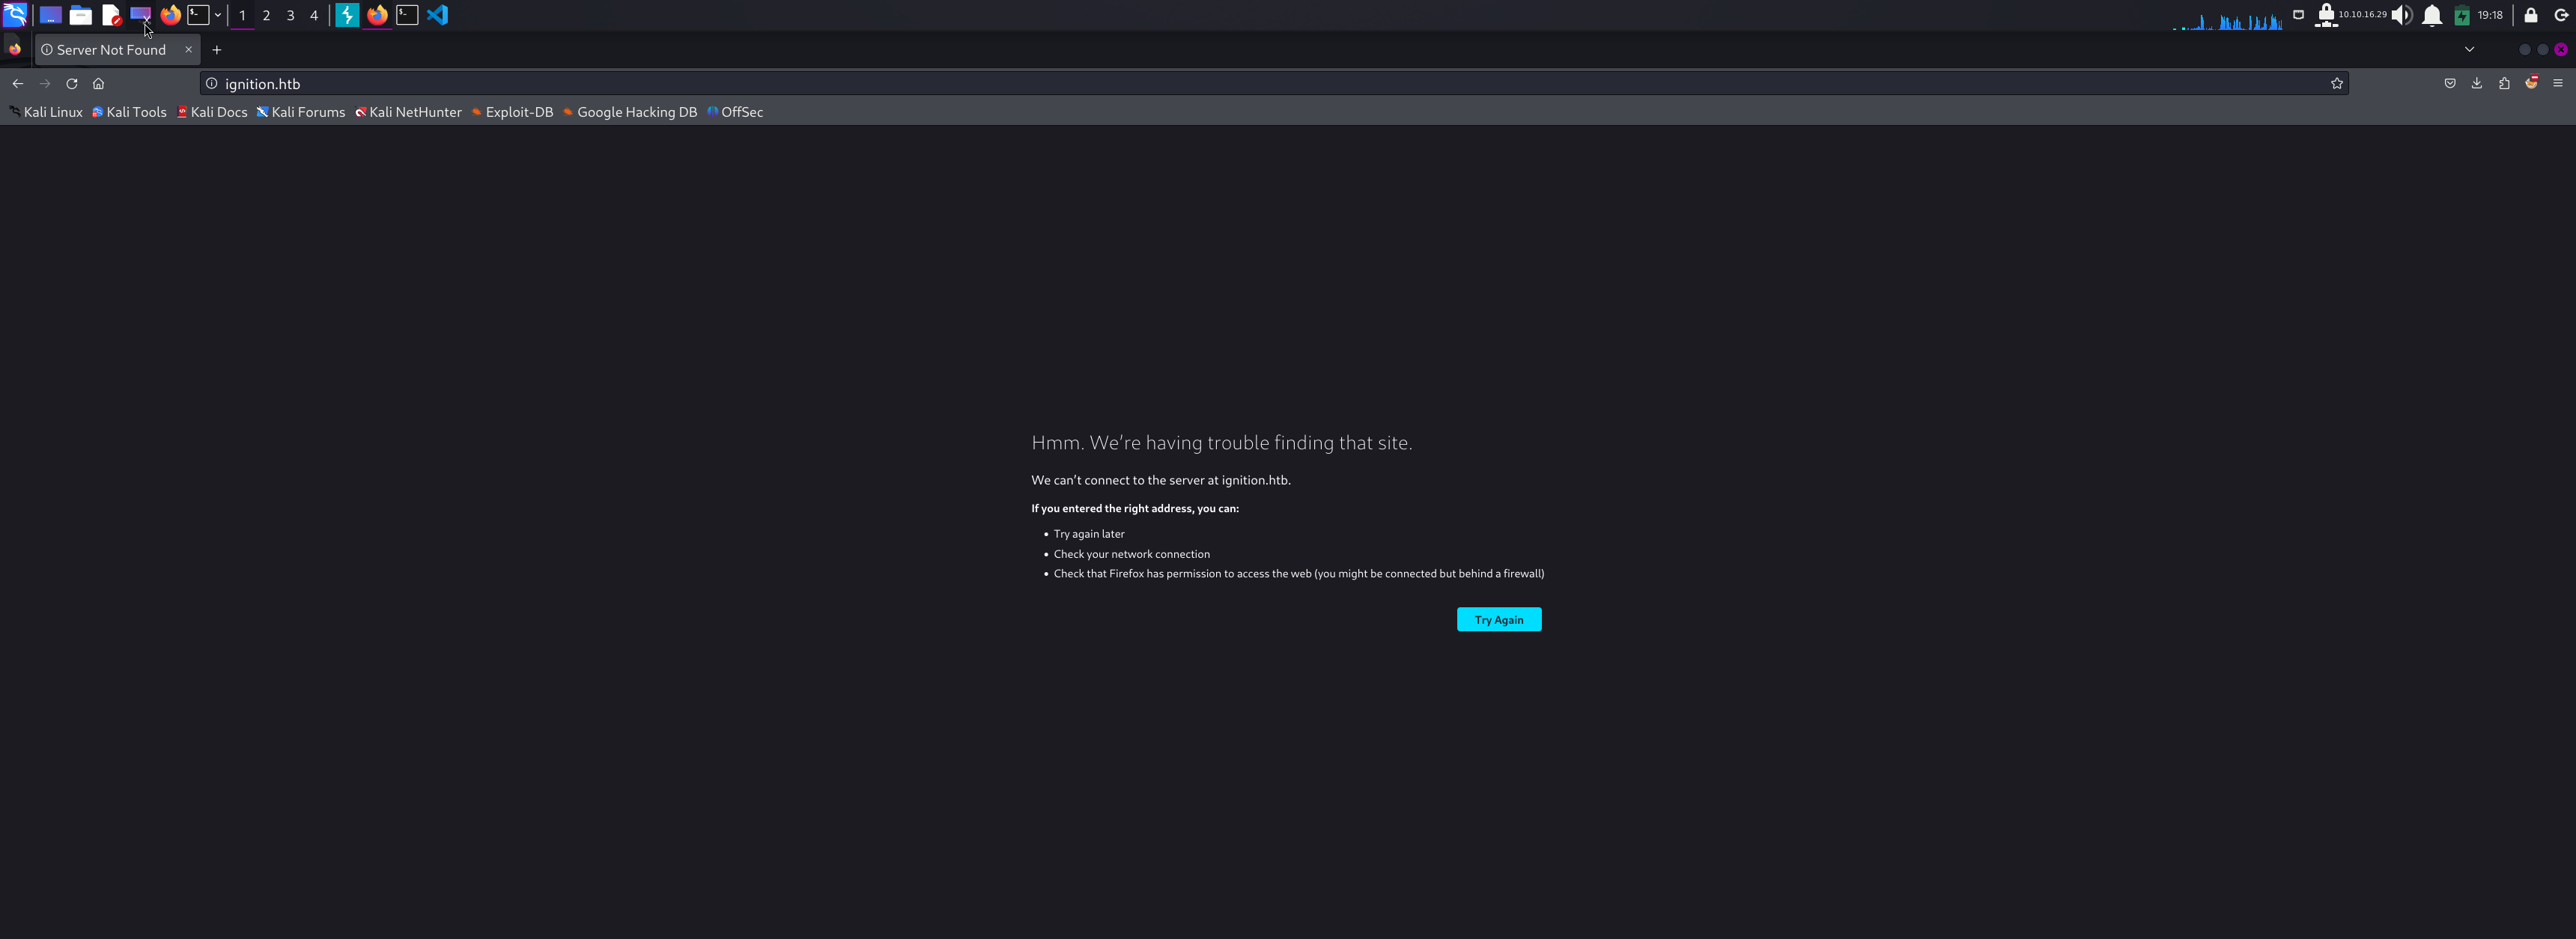 1 2 3 4 10.10.16.29 19:18
Server Not Found
ignition.htb
Kali Linux Kali Tools Kali Docs Kali Forums Kali NetHunter Exploit-DB Google Hacking DB OffSec
Hmm. We're having trouble finding that site.
We can't connect to the server at ignition.htb.
If you entered the right address, you can:
Try again later
Check your network connection
Check that Firefox has permission to access the web (you might be connected but behind a firewall)
Try Again